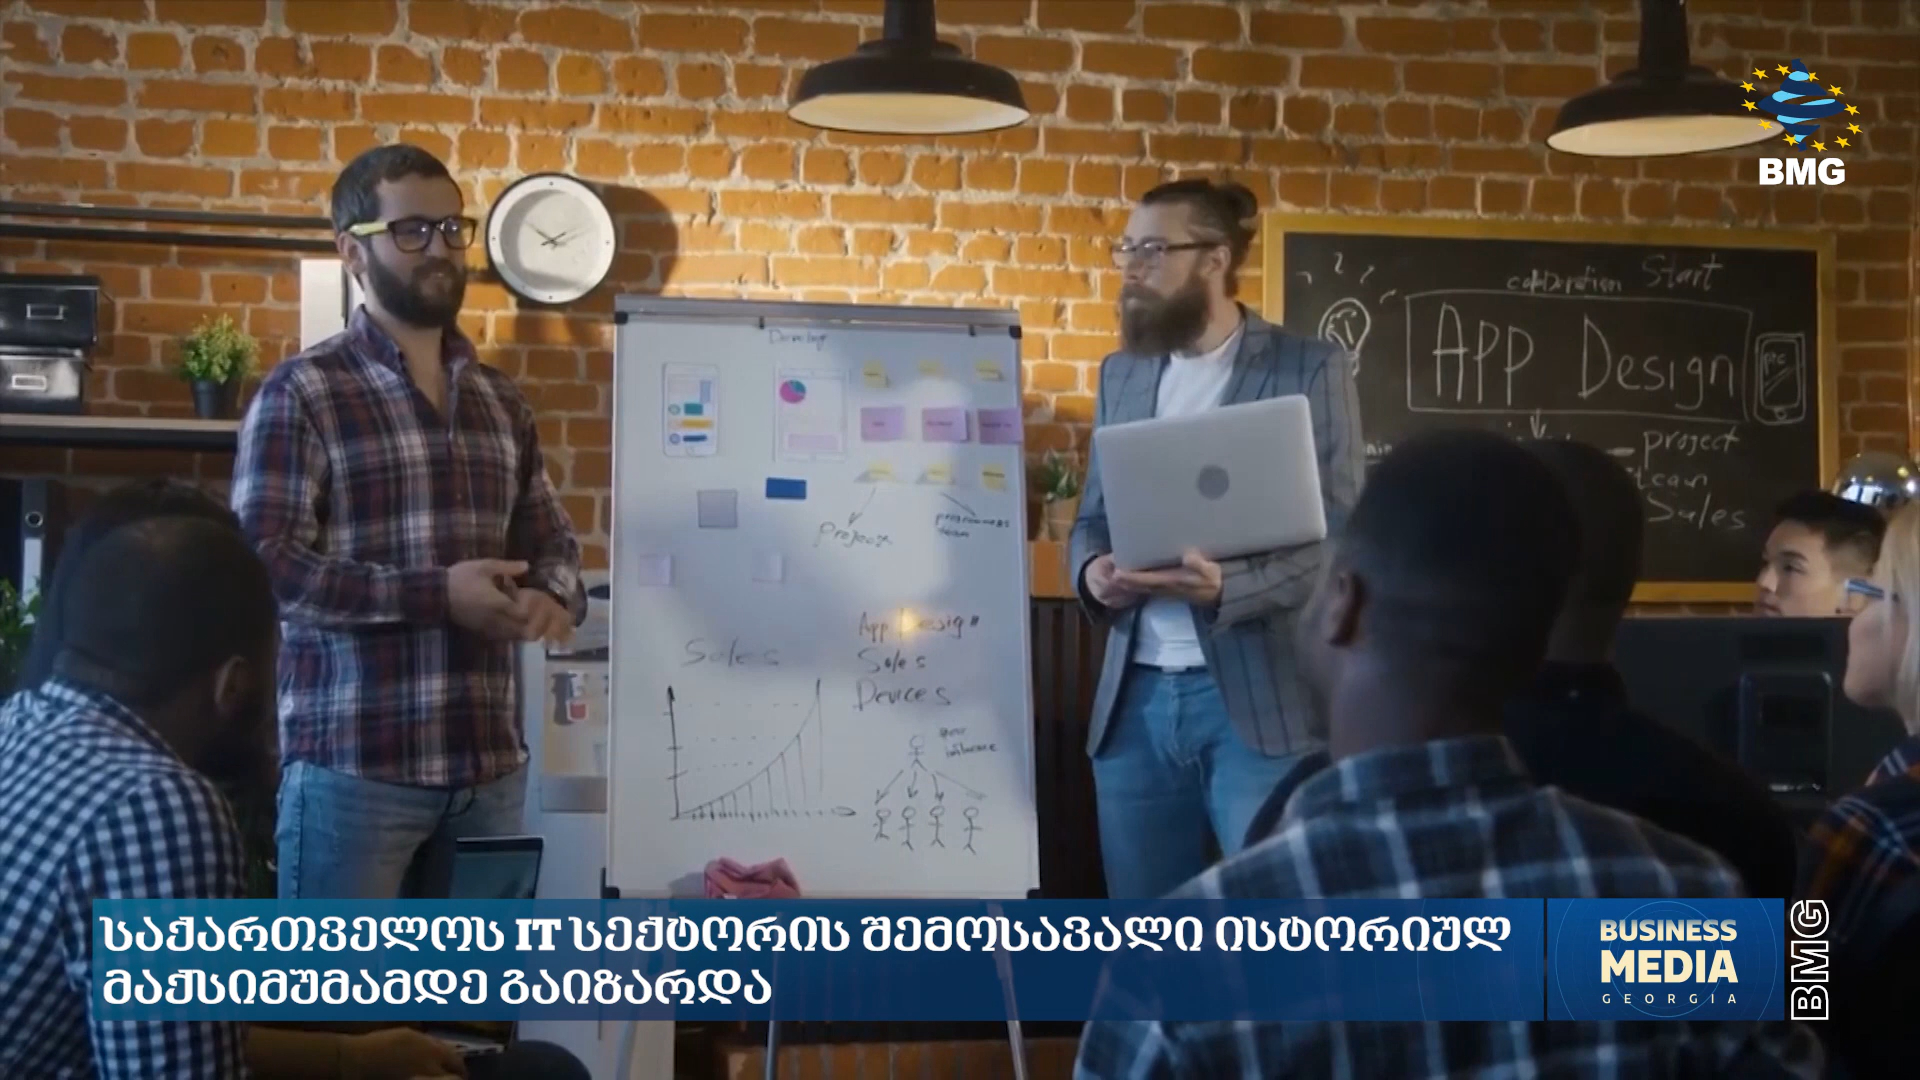 BMG
Start
App Design
project
Sales
Project
App Design
Sales
Sales
Devices
საქართველოს IT სექტორის შემოსავალი ისტორიულ
მაქსიმუმამდე გაიზარდა
BUSINESS
MEDIA
GEORGIA
BMG